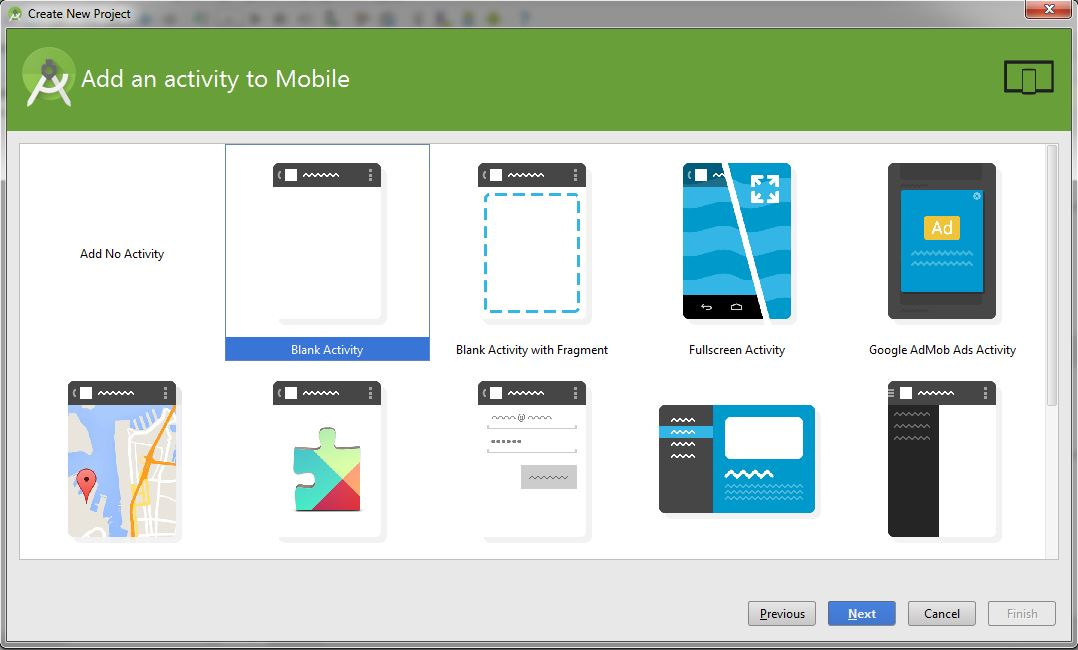 Create New Project
Add an activity to Mobile
Add No Activity
Blank Activity
Blank Activity with Fragment
Fullscreen Activity
Ad
Google AdMob Ads Activity
Previous
Next
Cancel
Finish